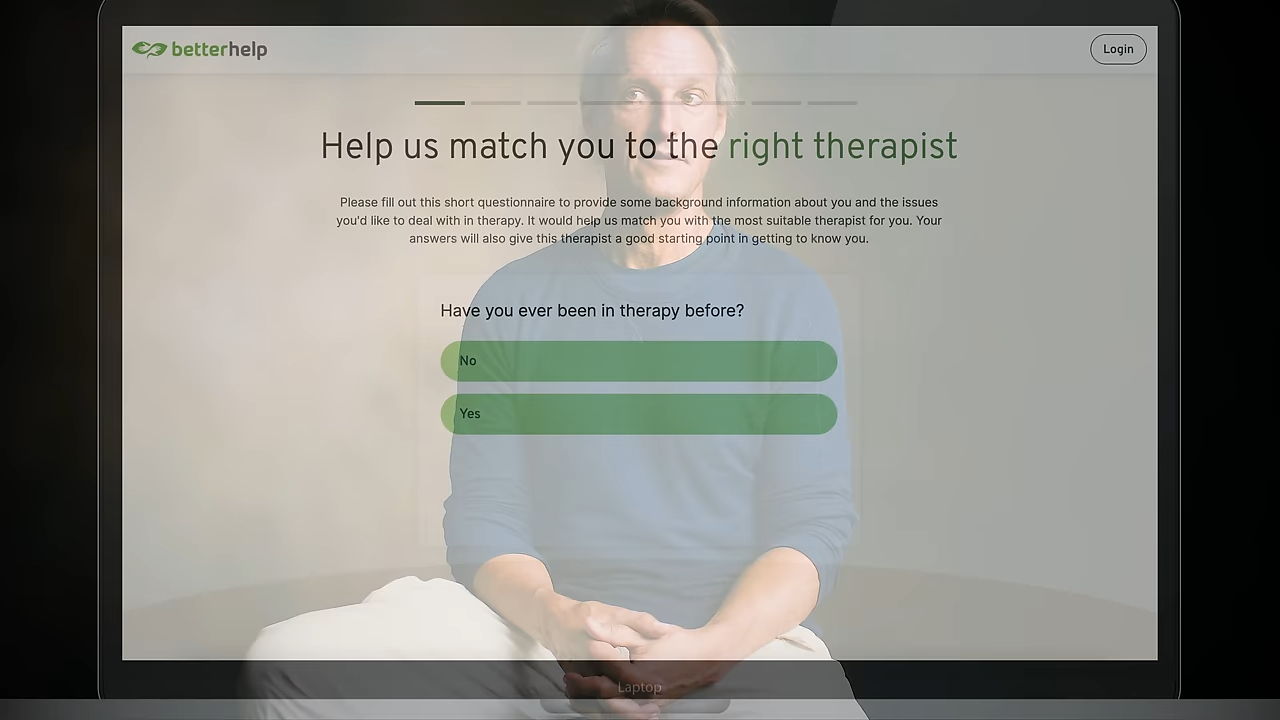 betterhelp
Login
Help us match you to the right therapist
Please fill out this short questionnaire to provide some background information about you and the issues
you'd like to deal with in therapy. It would help us match you with the most suitable therapist for you. Your
answers will also give this therapist a good starting point in getting to know you.
Have you ever been in therapy before?
No
Yes
Laptop